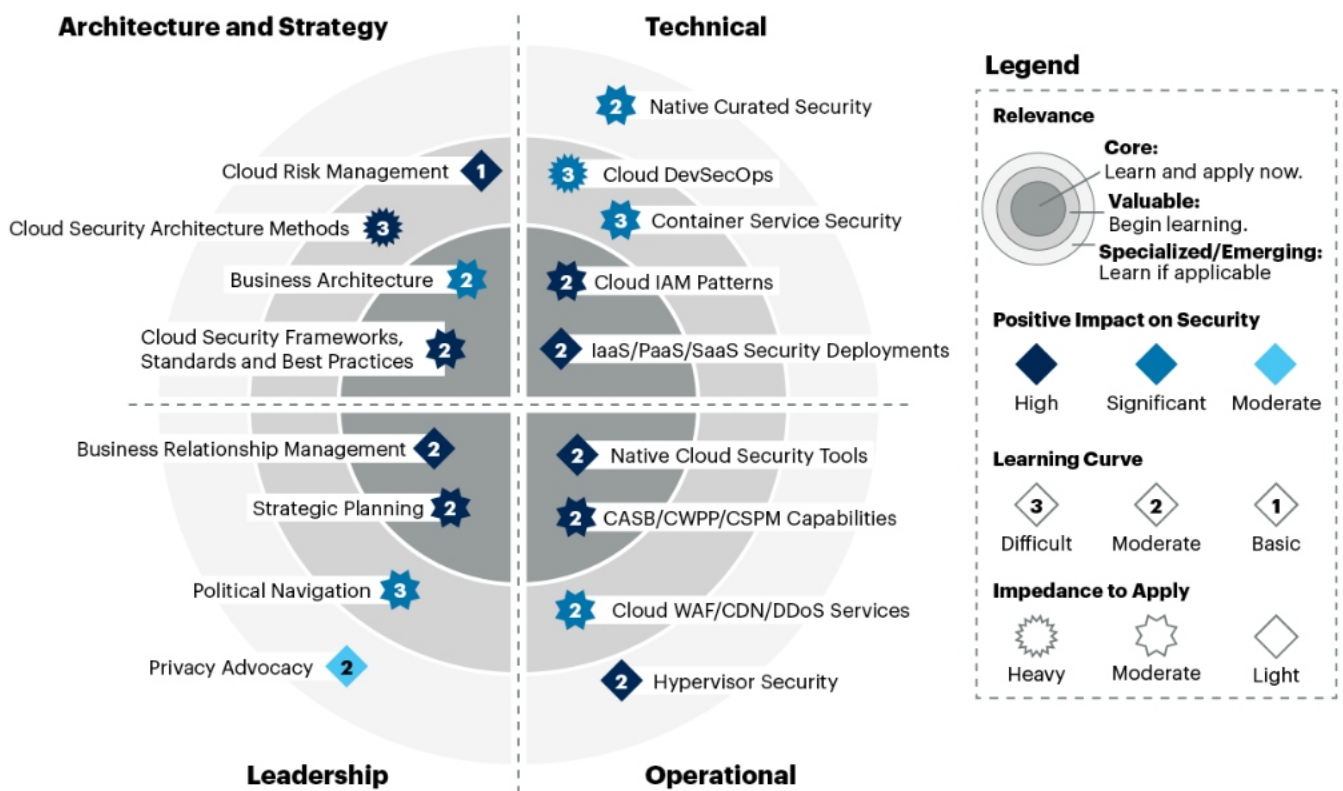 Architecture and Strategy
Technical
Native Curated Security
2
Cloud Risk Management
1
Cloud DevSecOps
3
Container Service Security
3
Cloud Security Architecture Methods
3
Business Architecture
2
Cloud IAM Patterns
2
Cloud Security Frameworks,
Standards and Best Practices
2
IaaS/PaaS/SaaS Security Deployments
2
Business Relationship Management
2
Native Cloud Security Tools
2
Strategic Planning
2
CASB/CWPP/CSPM Capabilities
2
Political Navigation
3
Cloud WAF/CDN/DDoS Services
2
Privacy Advocacy
2
Hypervisor Security
2
Leadership
Operational
Legend
Relevance
Core:
Learn and apply now.
Valuable:
Begin learning.
Specialized/Emerging:
Learn if applicable
Positive Impact on Security
High
Significant
Moderate
Learning Curve
3
2
1
Difficult
Moderate
Basic
Impedance to Apply
Heavy
Moderate
Light